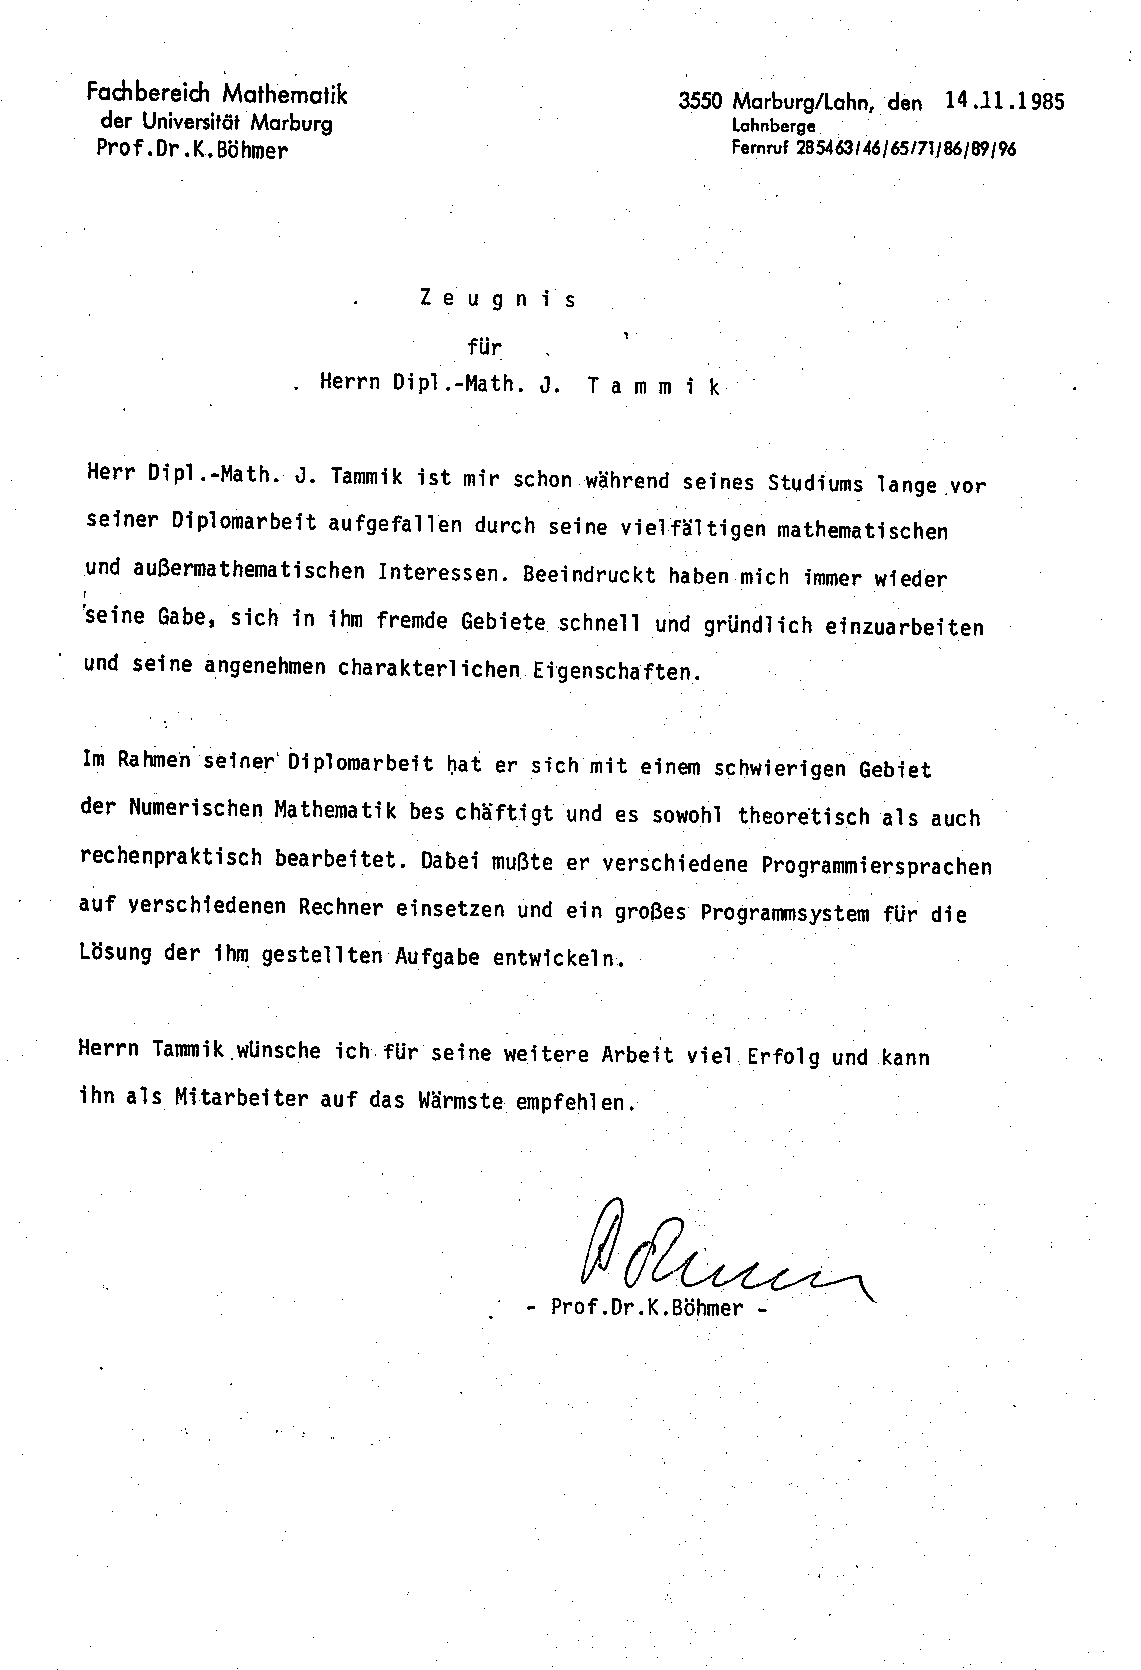 Fachbereich Mathematik
der Universität Marburg
Prof.Dr.K.Böhmer
3550 Marburg/Lahn, den 14.11.1985
Lahnberge
Fernruf 285463/46/65/71/86/89/96
Z e u g n i s
für
Herrn Dipl.-Math. J. T a m m i k
Herr Dipl.-Math. J. Tammik ist mir schon während seines Studiums lange vor
seiner Diplomarbeit aufgefallen durch seine vielfältigen mathematischen
und außermathematischen Interessen. Beeindruckt haben mich immer wieder
seine Gabe, sich in ihm fremde Gebiete schnell und gründlich einzuarbeiten
und seine angenehmen charakterlichen Eigenschaften.
Im Rahmen seiner Diplomarbeit hat er sich mit einem schwierigen Gebiet
der Numerischen Mathematik bes chäftigt und es sowohl theoretisch als auch
rechenpraktisch bearbeitet. Dabei mußte er verschiedene Programmiersprachen
auf verschiedenen Rechner einsetzen und ein großes Programmsystem für die
Lösung der ihm gestellten Aufgabe entwickeln.
Herrn Tammik wünsche ich für seine weitere Arbeit viel Erfolg und kann
ihn als Mitarbeiter auf das Wärmste empfehlen.
Böhmer
- Prof.Dr.K.Böhmer -